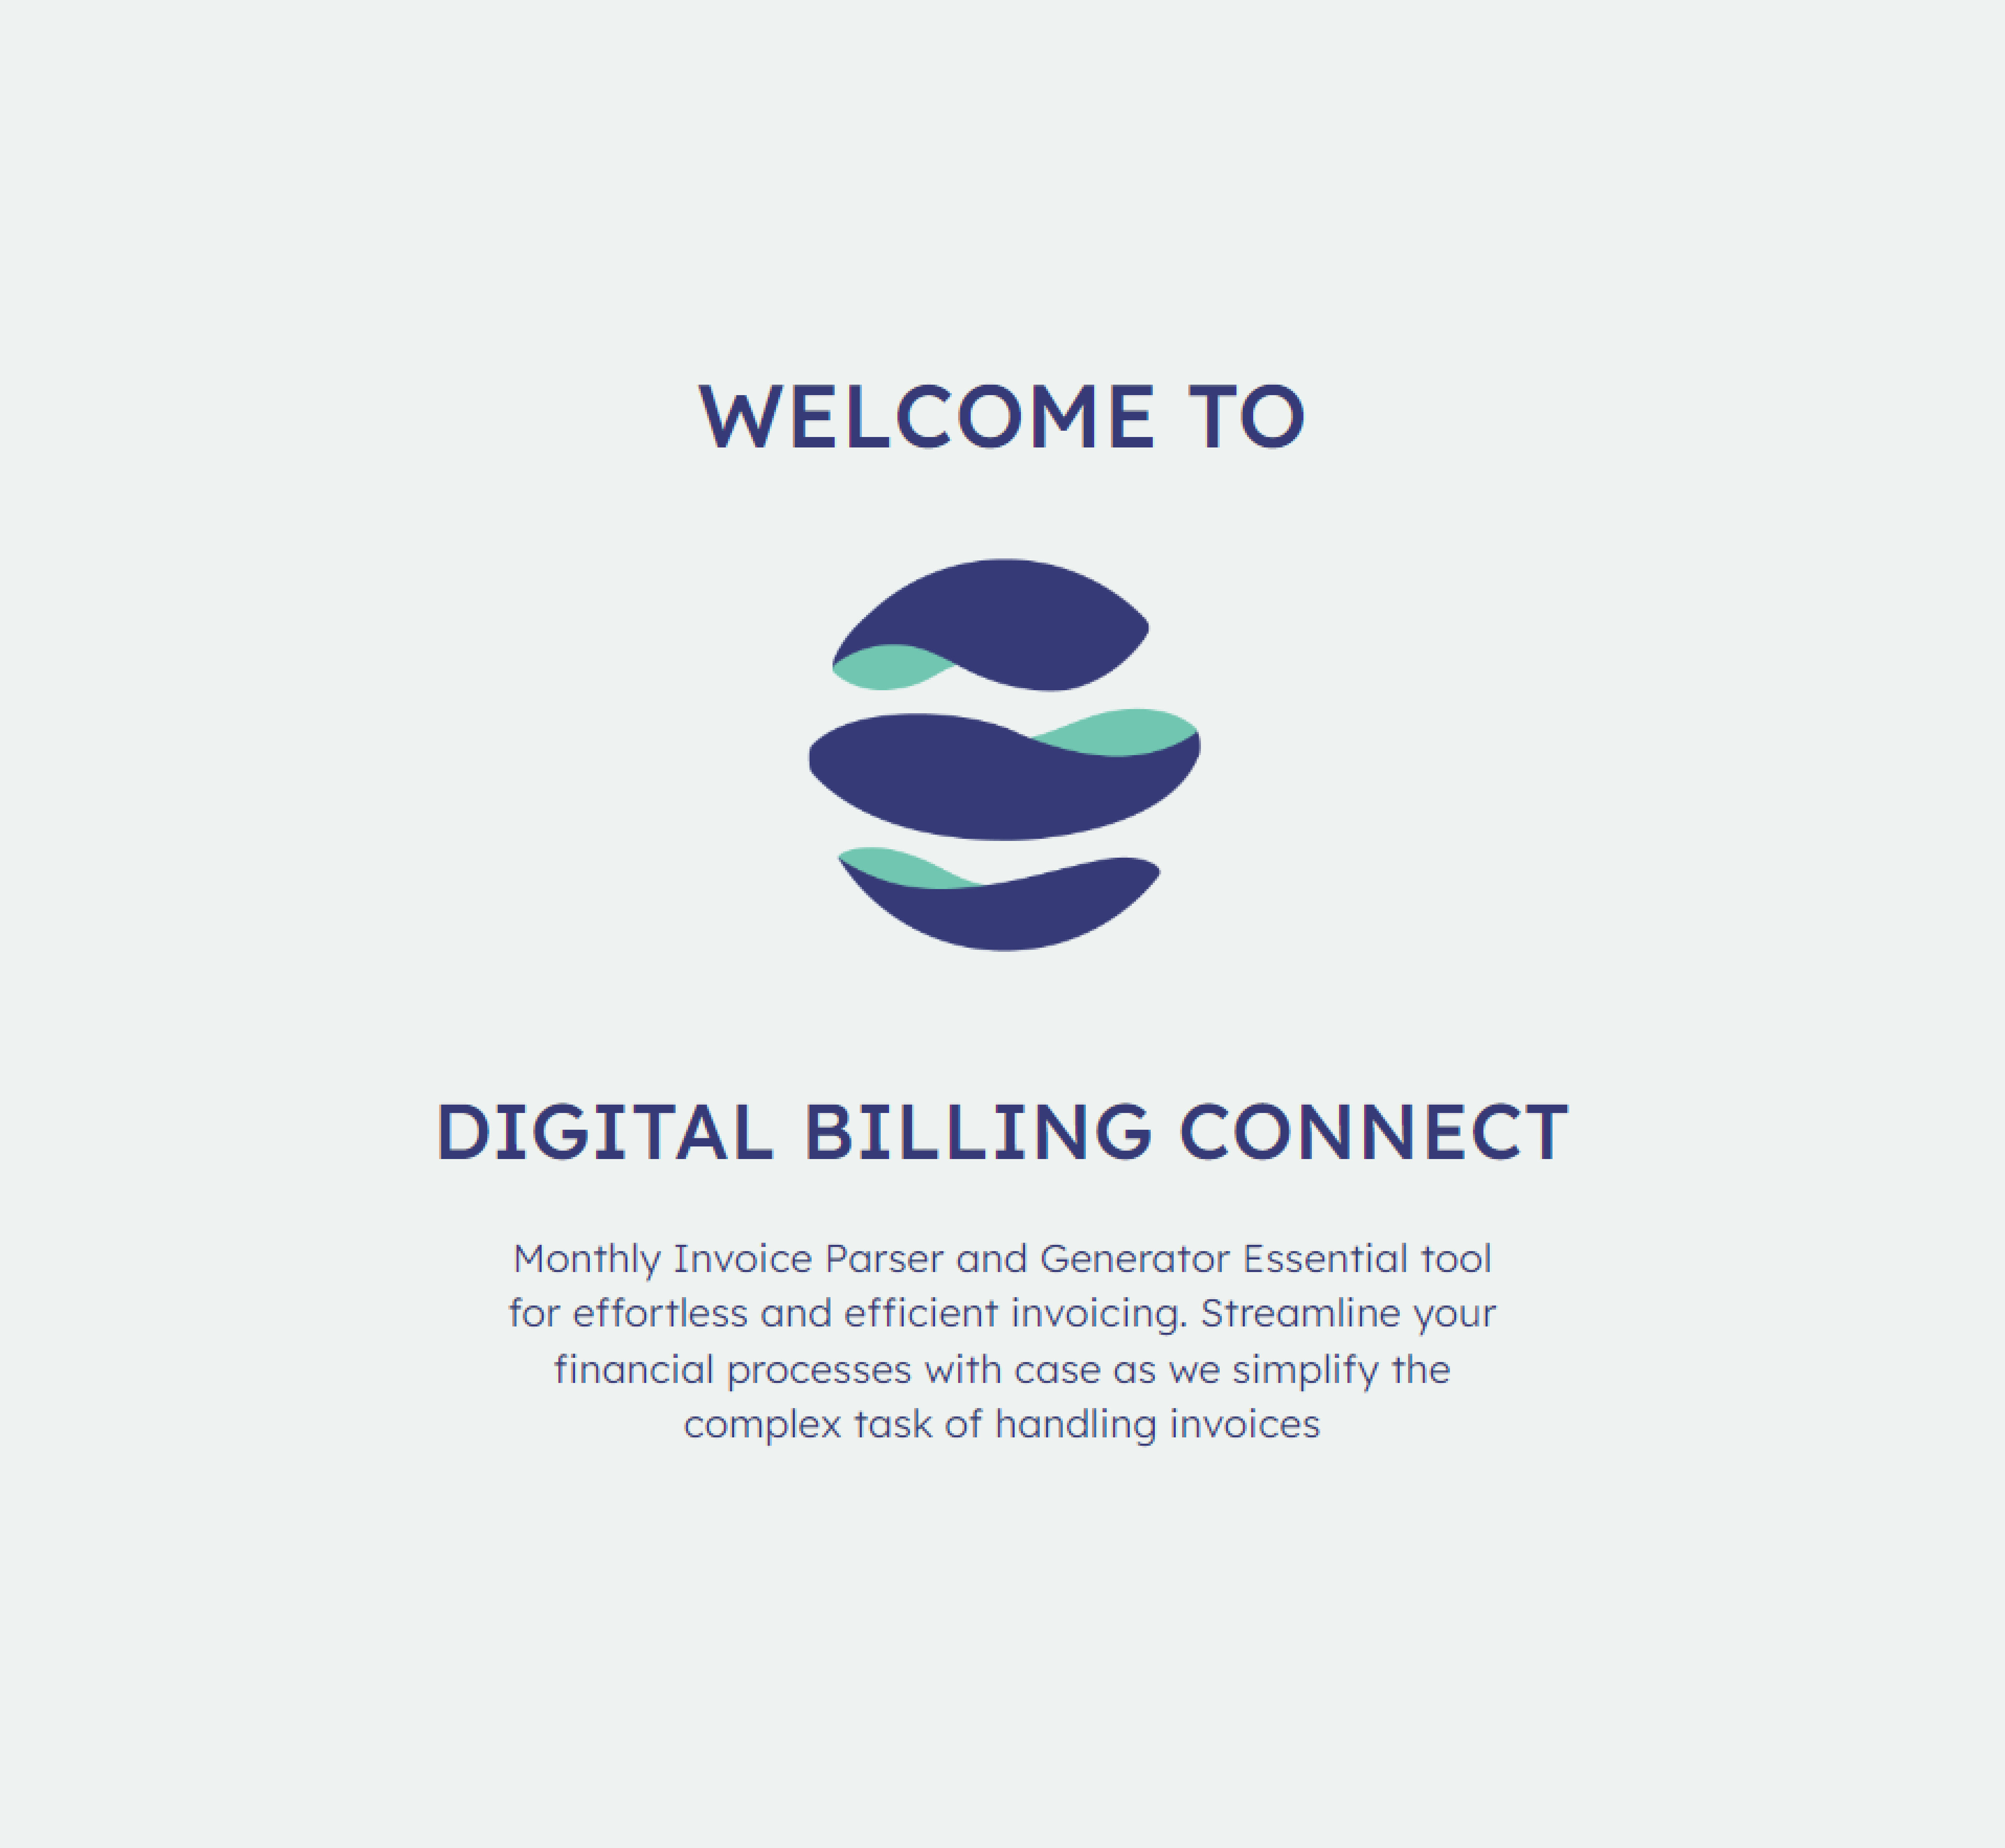 WELCOME TO
DIGITAL BILLING CONNECT
Monthly Invoice Parser and Generator Essential tool
for effortless and efficient invoicing. Streamline your
financial processes with case as we simplify the
complex task of handling invoices